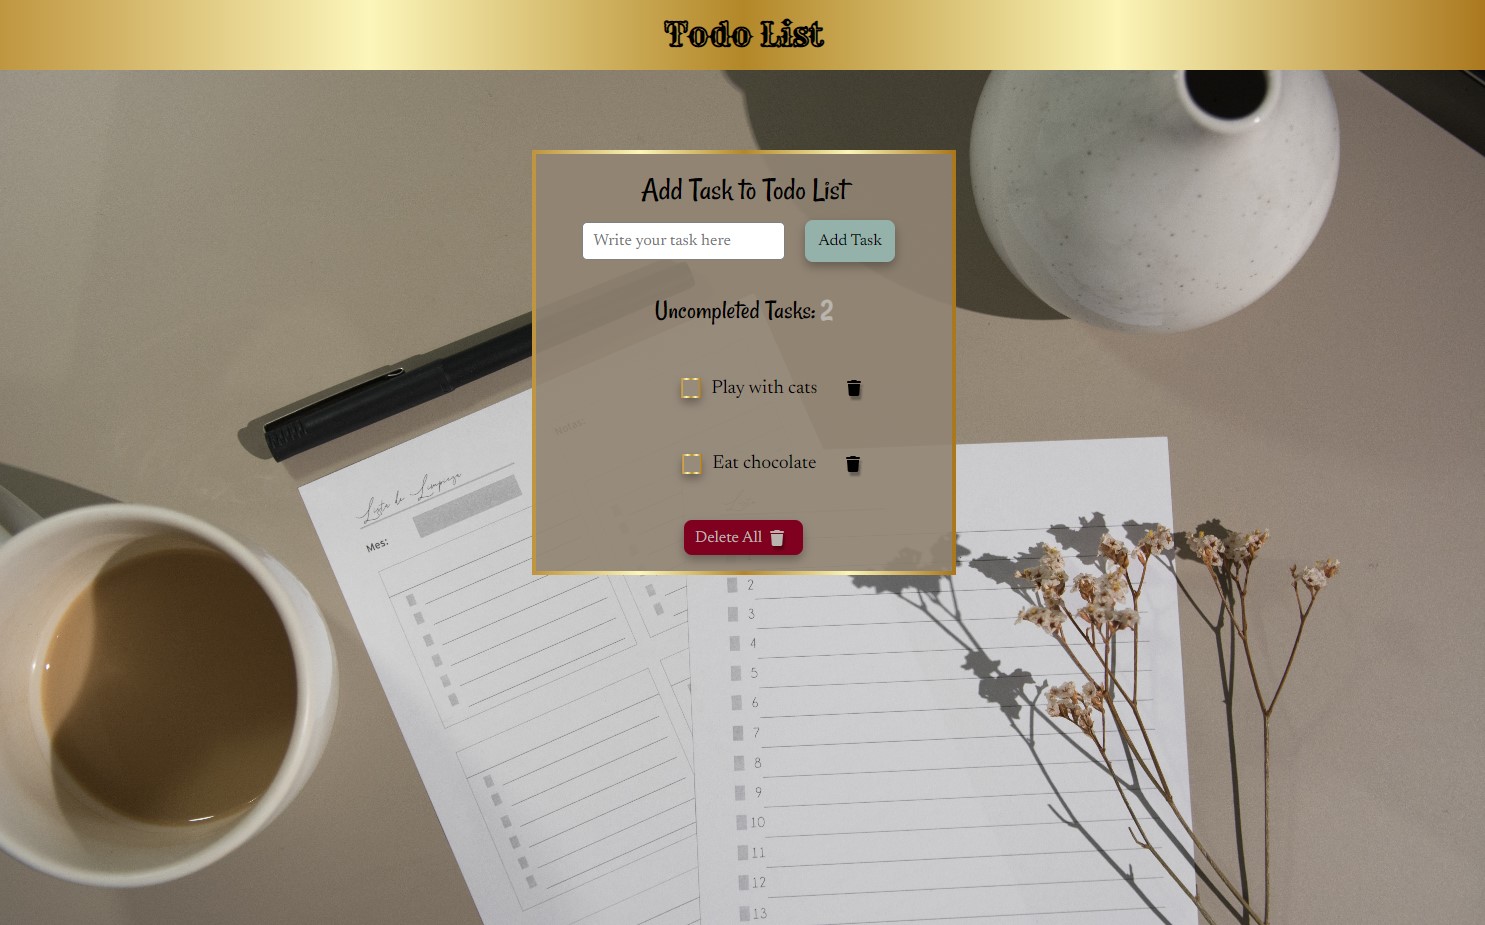 Todo List
Add Task to Todo List
Write your task here
Add Task
Uncompleted Tasks: 2
Play with cats
Eat chocolate
Delete All
Notas:
Lista de Limpieza
Mes:
2
3
4
5
6
7
8
9
10
11
12
13